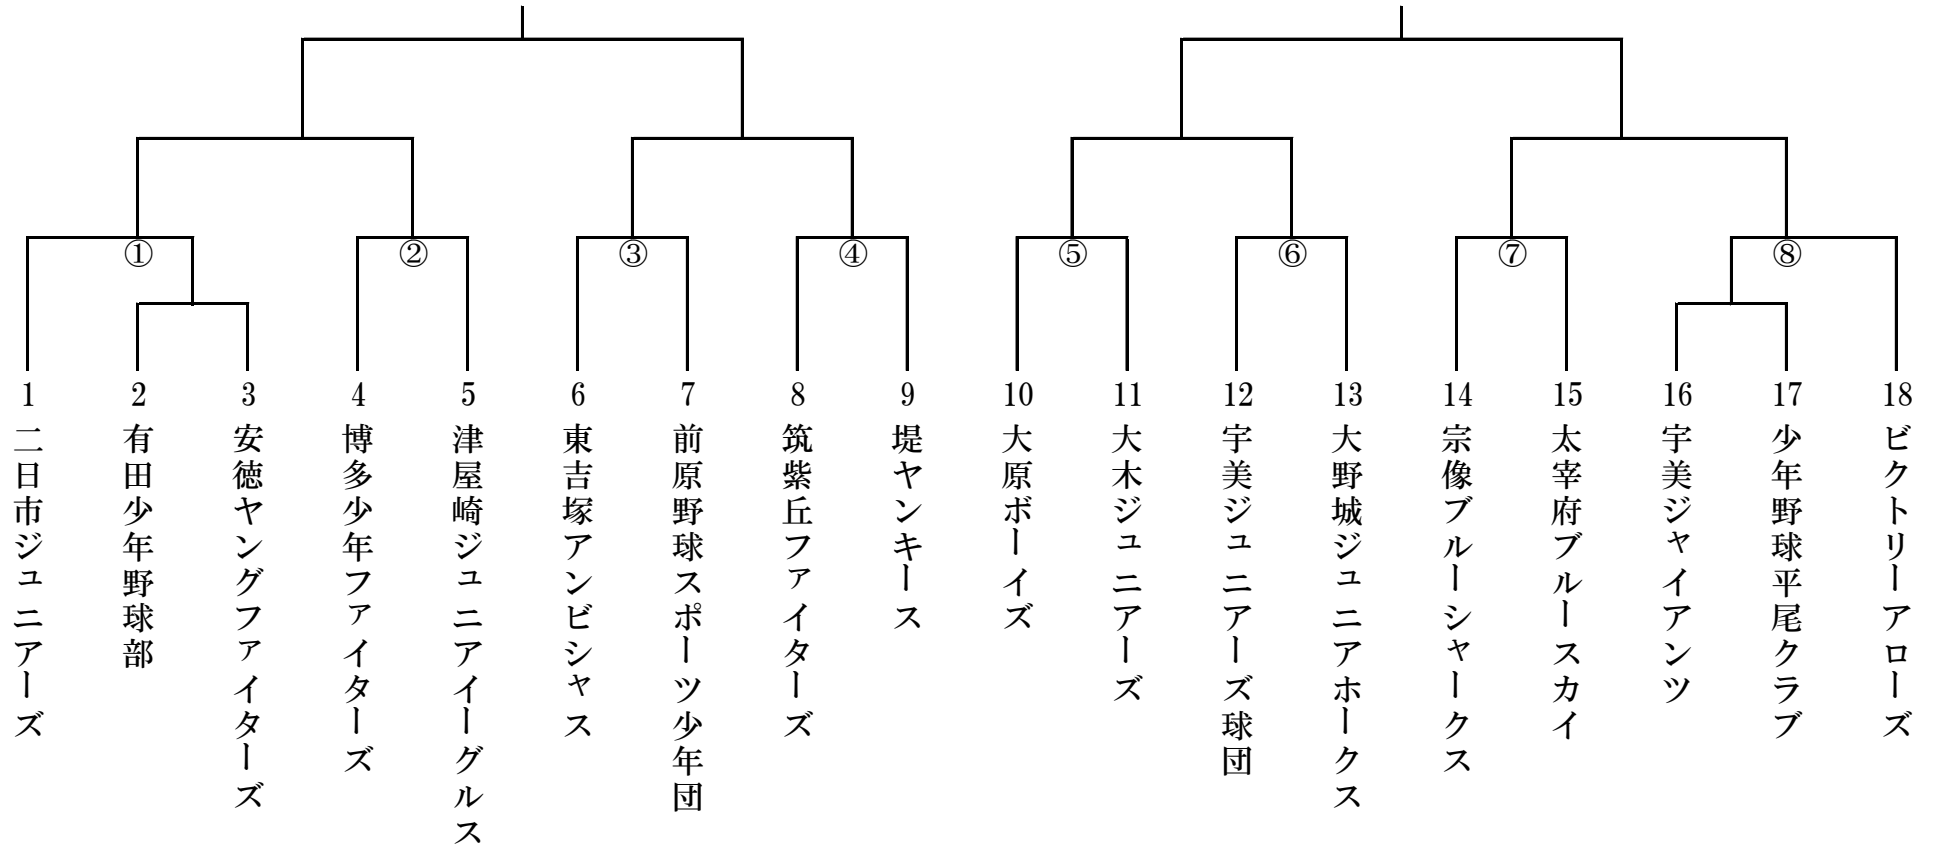 ①
②
③
④
⑤
⑥
⑦
⑧
1 二日市ジュニアーズ
2 有田少年野球部
3 安徳ヤングファイターズ
4 博多少年ファイターズ
5 津屋崎ジュニアイーグルス
6 東吉塚アンビシャス
7 前原野球スポーツ少年団
8 筑紫丘ファイターズ
9 堤ヤンキース
10 大原ボーイズ
11 大木ジュニアーズ
12 宇美ジュニアーズ球団
13 大野城ジュニアホークス
14 宗像ブルーシャークス
15 太宰府ブルースカイ
16 宇美ジャイアンツ
17 少年野球平尾クラブ
18 ビクトリーアローズ